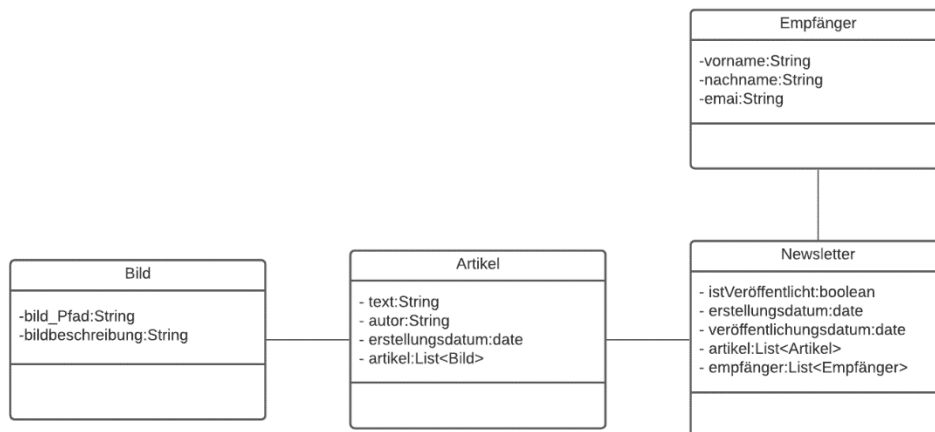 Empfänger
-vorname:String
-nachname:String
-emai:String
Bild
-bild_Pfad:String
-bildbeschreibung:String
Artikel
- text:String
- autor:String
- erstellungsdatum:date
- artikel:List<Bild>
Newsletter
- istVeröffentlicht:boolean
- erstellungsdatum:date
- veröffentlichungsdatum:date
- artikel:List<Artikel>
- empfänger:List<Empfänger>